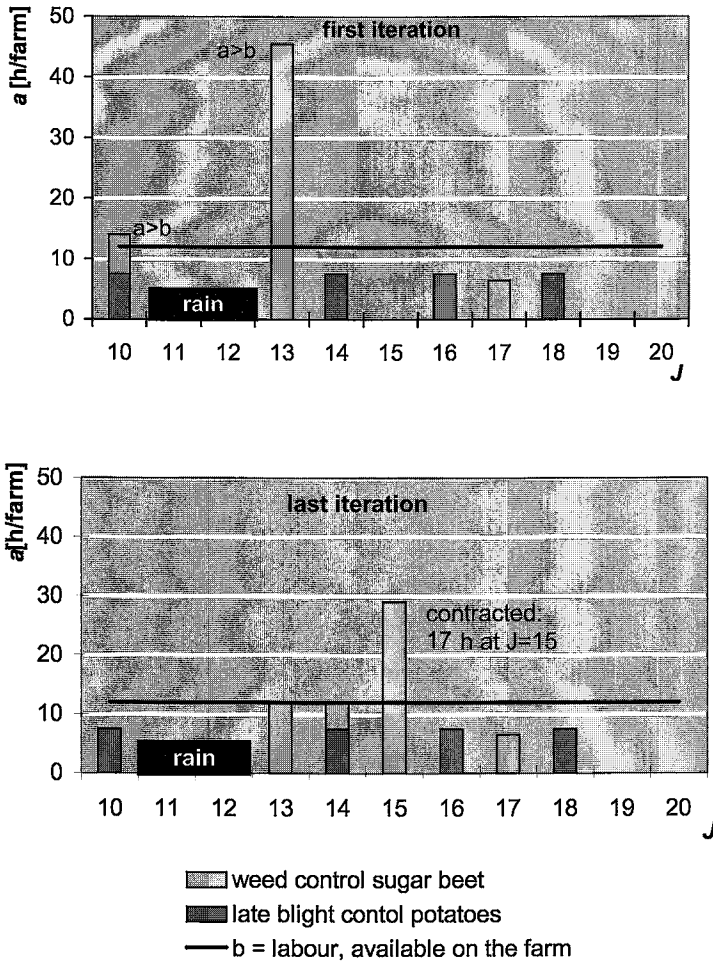 first iteration
a [h/farm]
50
40
30
20
10
0
a>b
a>b
rain
10 11 12 13 14 15 16 17 18 19 20
J
last iteration
a[h/farm]
50
40
30
20
10
0
contracted:
17 h at J=15
rain
10 11 12 13 14 15 16 17 18 19 20
J
weed control sugar beet
late blight contol potatoes
b = labour, available on the farm